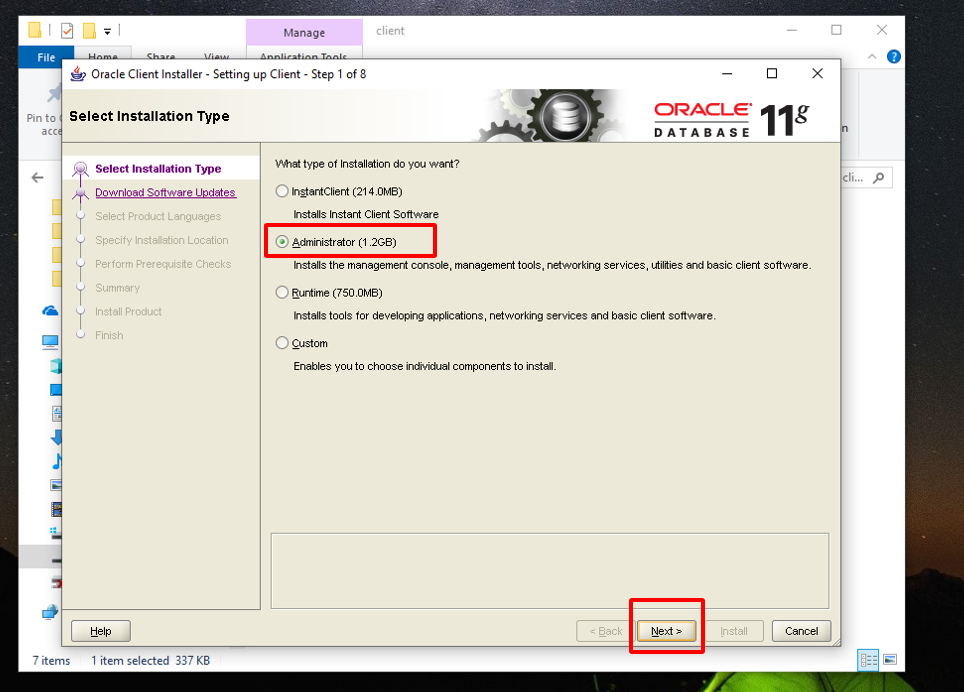 Manage
client
File
Home
Share
View
Application Tools
Oracle Client Installer - Setting up Client - Step 1 of 8
Pin to
acce
Select Installation Type
ORACLE
DATABASE
11g
cli...
Select Installation Type
Download Software Updates
Select Product Languages
Specify Installation Location
Perform Prerequisite Checks
Summary
Install Product
Finish
What type of Installation do you want?
InstantClient (214.0MB)
Installs Instant Client Software
Administrator (1.2GB)
Installs the management console, management tools, networking services, utilities and basic client software.
Runtime (750.0MB)
Installs tools for developing applications, networking services and basic client software.
Custom
Enables you to choose individual components to install.
Help
< Back
Next >
Install
Cancel
7 items
1 item selected 337 KB